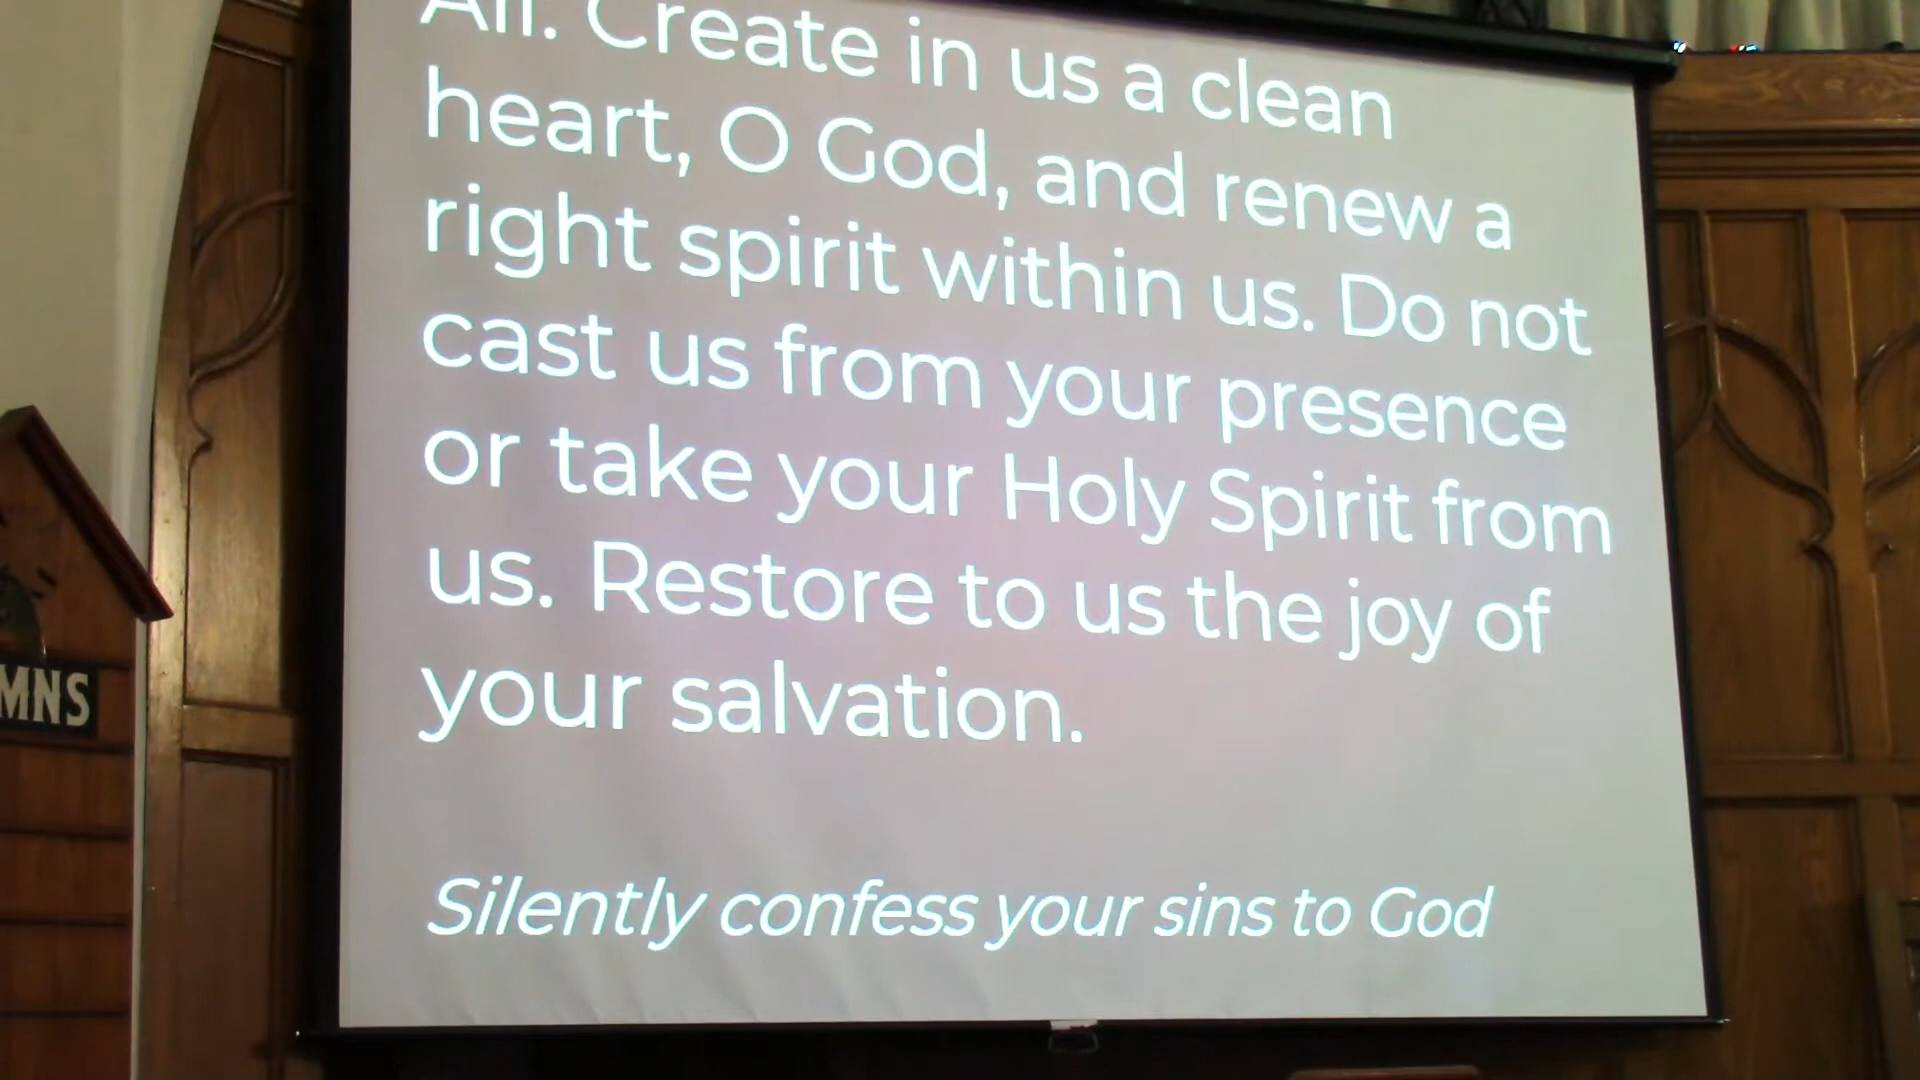 All: Create in us a clean
heart, O God, and renew a
right spirit within us. Do not
cast us from your presence
or take your Holy Spirit from
us. Restore to us the joy of
your salvation.
Silently confess your sins to God
MNS